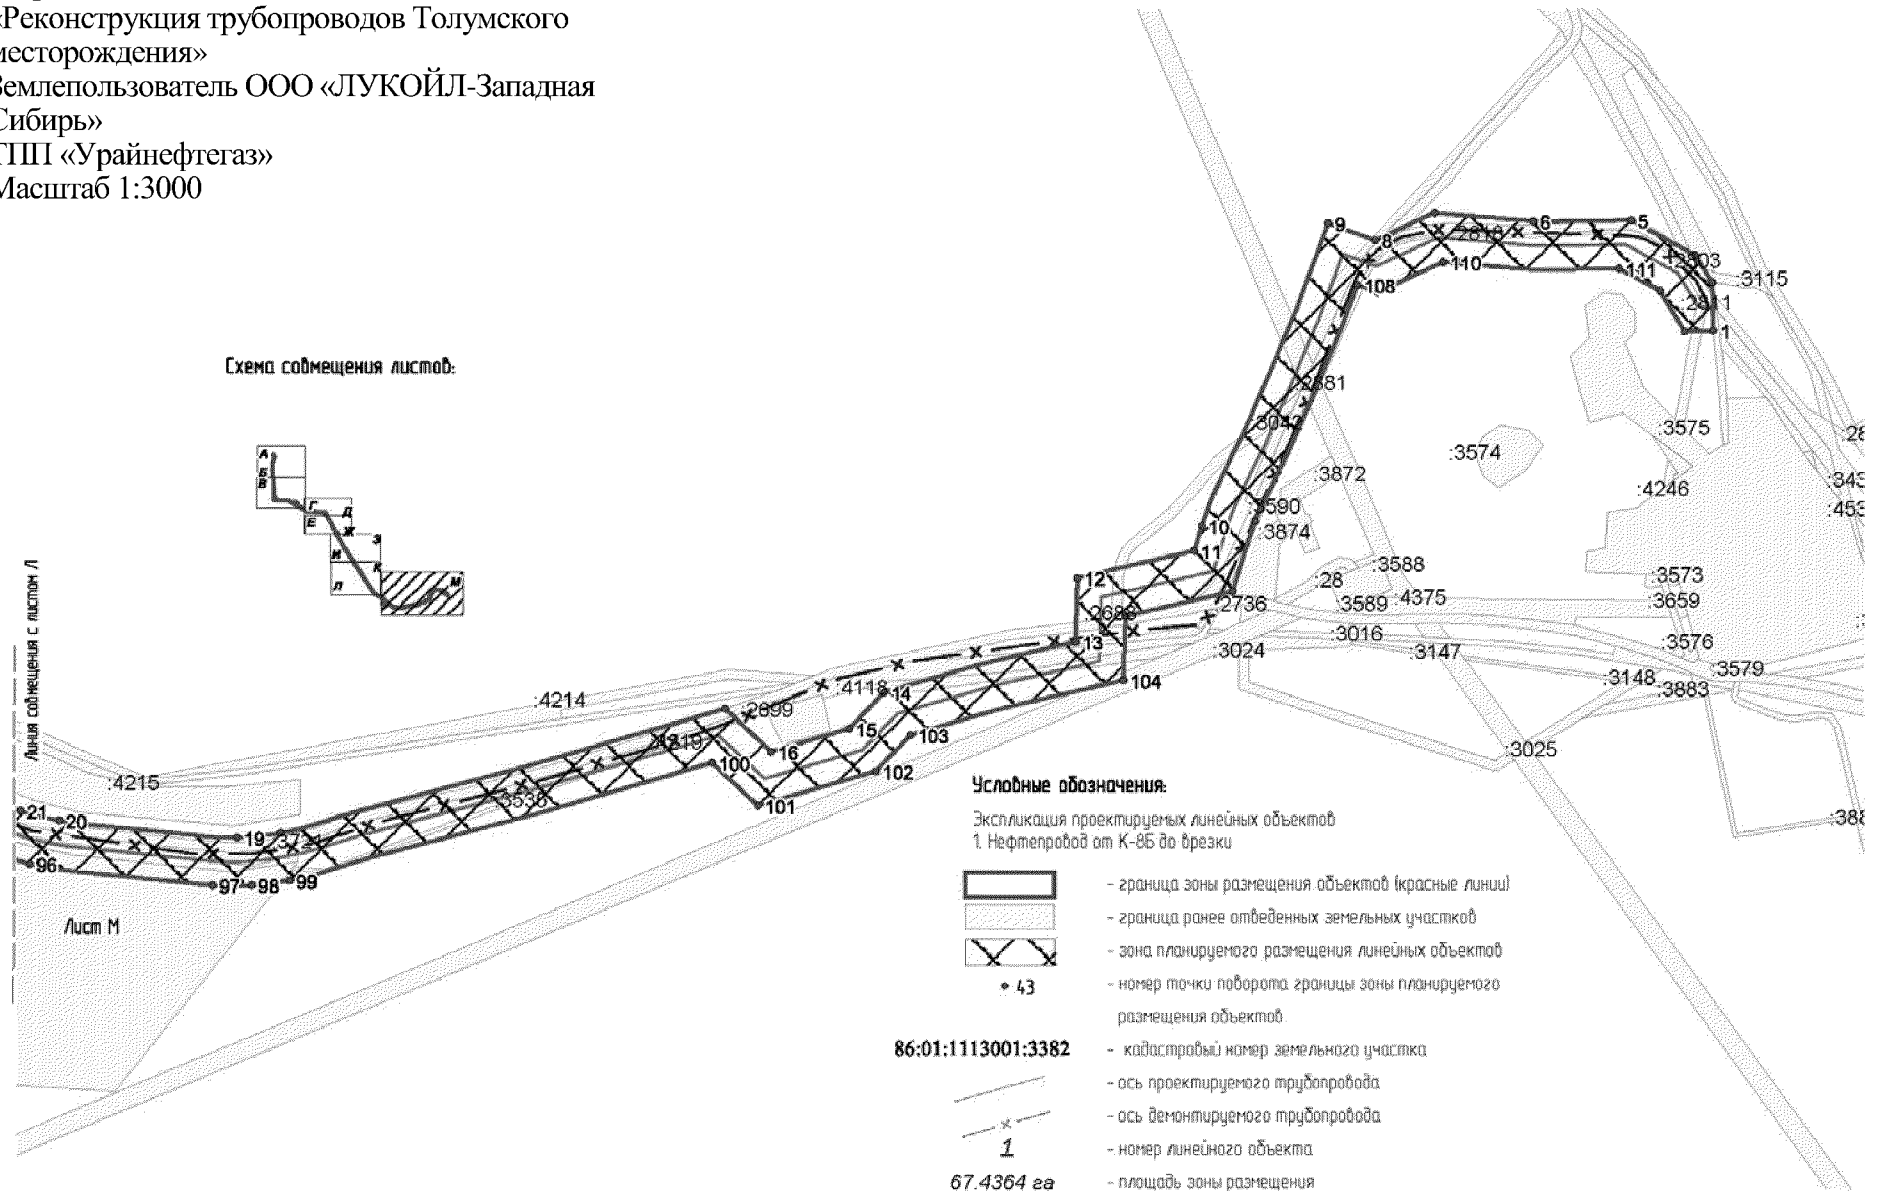 «Реконструкция трубопроводов Толумского
месторождения»
Землепользователь ООО «ЛУКОЙЛ-Западная
Сибирь»
ТПП «Урайнефтегаз»
Масштаб 1:3000
9
8
6
5
110
111
108
:2803
:3115
:2811
1
:2881
:3042
:3575
:3574
:3872
:4246
:3590
:3874
10
11
12
13
:3588
:28
:3573
:3589
:4375
:3659
:2736
:3016
:3576
:3024
:3147
:3579
:3148
:3883
104
:3025
:4118
14
:4214
:2899
15
16
103
100
102
101
:4215
:3535
21
20
19
96
97
98
99
Схема совмещения листов:
А
Б
В
Г
Д
Е
Ж
З
И
К
Л
М
Линия совмещения с листом Л
Лист М
Условные обозначения:
Экспликация проектируемых линейных объектов
1. Нефтепровод от К-8Б до врезки
- граница зоны размещения объектов (красные линии)
- граница ранее отведенных земельных участков
- зона планируемого размещения линейных объектов
43 - номер точки поворота границы зоны планируемого
размещения объектов
86:01:1113001:3382 - кадастровый номер земельного участка
- ось проектируемого трубопровода
- ось демонтируемого трубопровода
1 - номер линейного объекта
67.4364 га - площадь зоны размещения